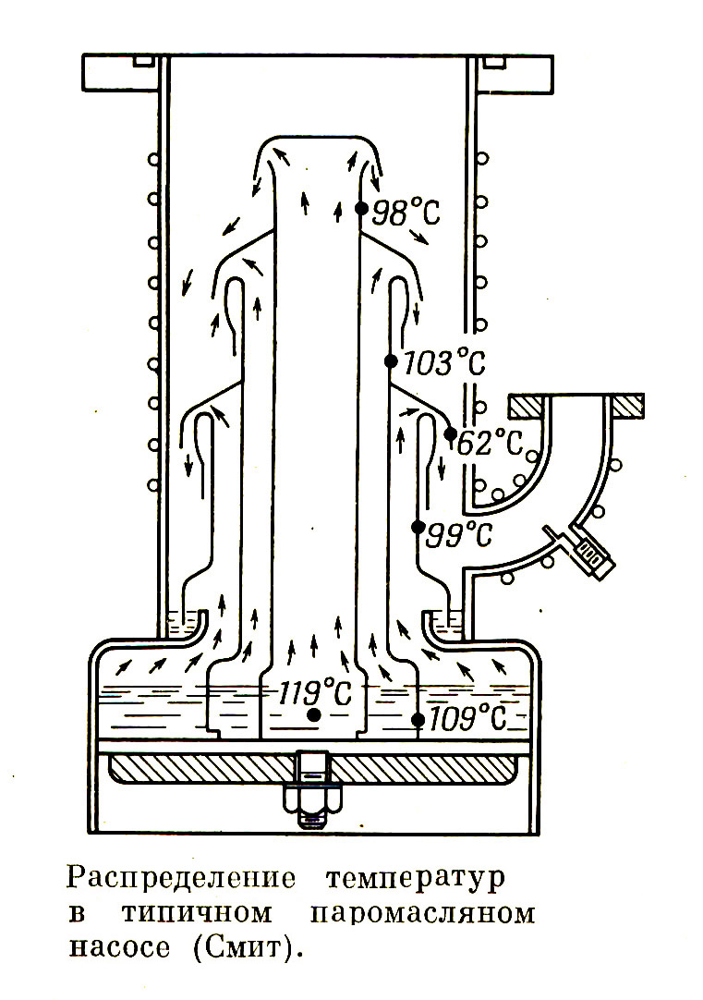 98°С
103°С
62°С
99°С
119°С
109°С
Распределение температур
в типичном паромасляном
насосе (Смит).